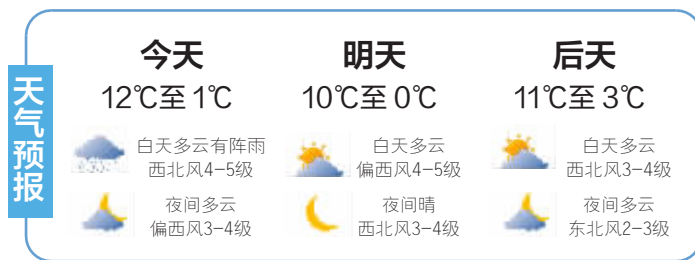 天气预报
今天
12℃至 1℃
白天多云有阵雨
西北风4-5级
夜间多云
偏西风3-4级
明天
10℃至 0℃
白天多云
偏西风4-5级
夜间晴
西北风3-4级
后天
11℃至 3℃
白天多云
西北风3-4级
夜间多云
东北风2-3级